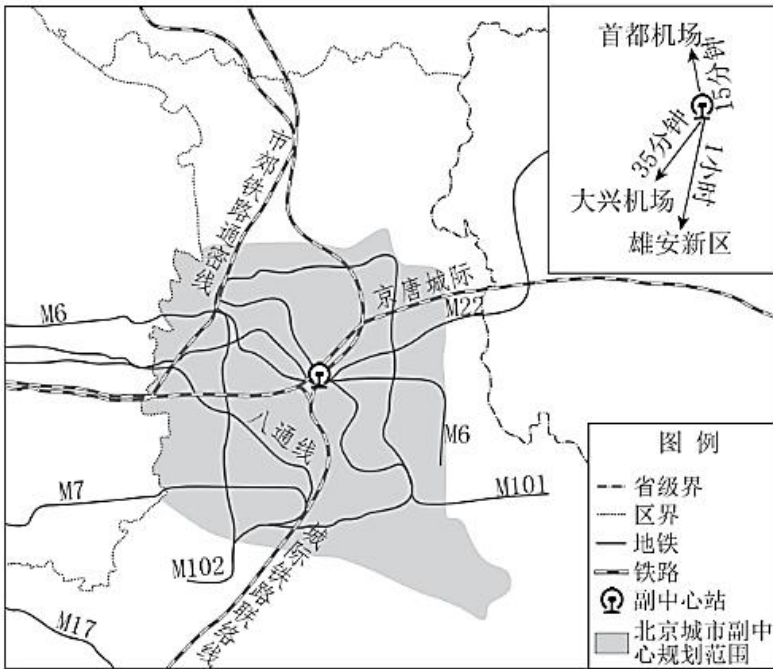 首都机场
15分钟
35分钟
1小时
大兴机场
雄安新区
市郊铁路通密线
京唐城际
M22
M6
八通线
M6
M7
M101
M102
城际铁路联络线
M17
图例
省级界
区界
地铁
铁路
副中心站
北京城市副中
心规划范围